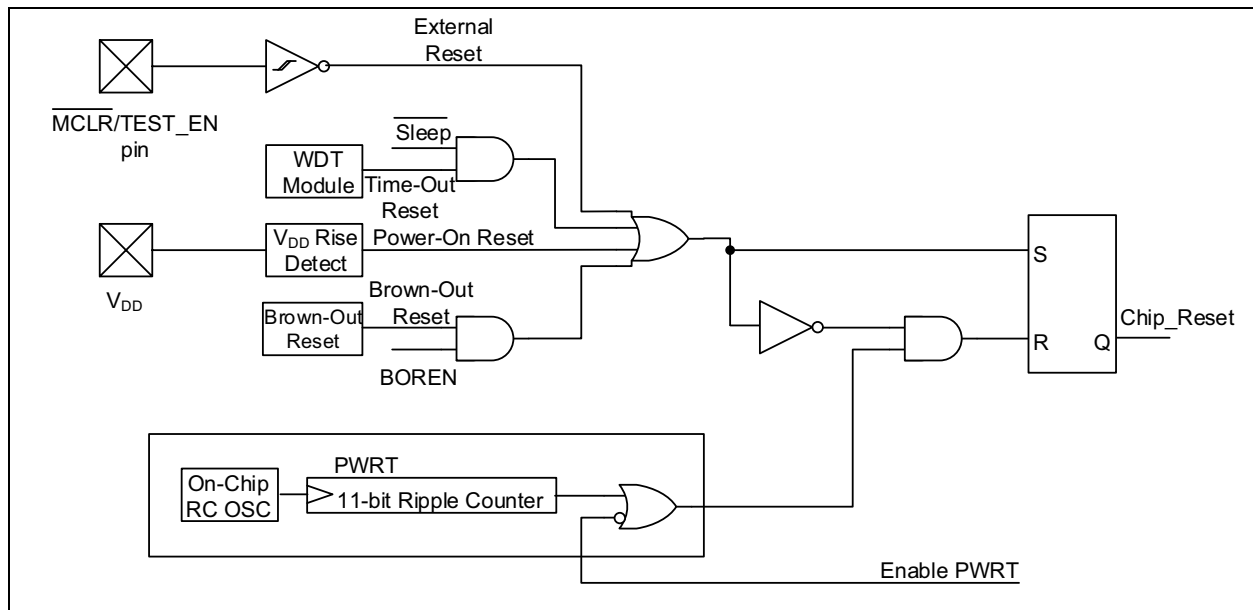 External
Reset
MCLR/TEST_EN
pin
Sleep
WDT
Module
Time-Out
Reset
VDD Rise
Detect
Power-On Reset
VDD
Brown-Out
Reset
Brown-Out
Reset
BOREN
S
R
Q
Chip_Reset
PWRT
On-Chip
RC OSC
11-bit Ripple Counter
Enable PWRT